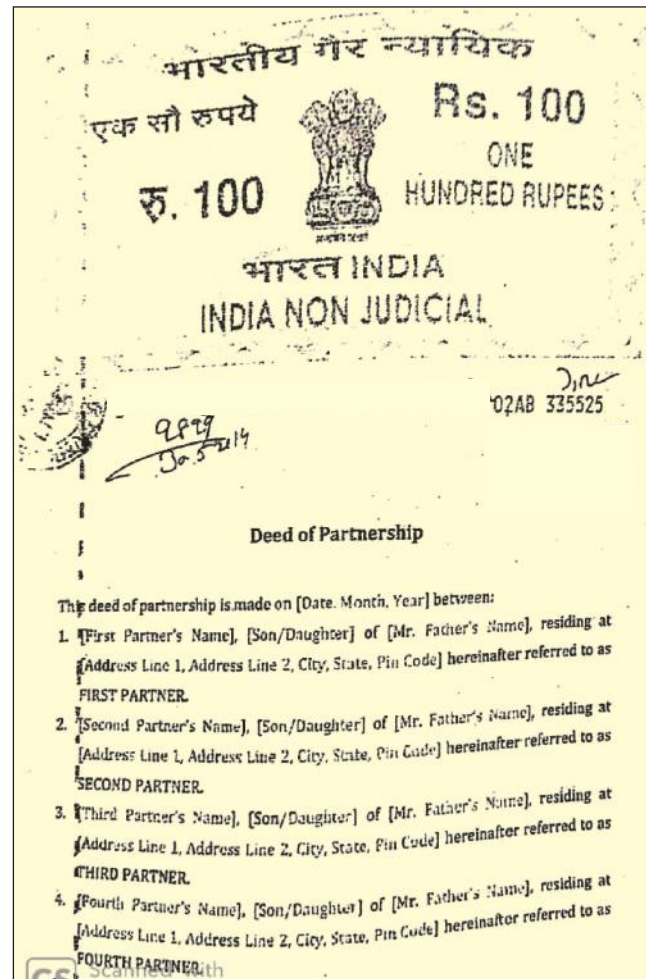 भारतीय गैर न्यायिक
एक सौ रुपये
रु. 100
Rs. 100
ONE
HUNDRED RUPEES
भारत INDIA
INDIA NON JUDICIAL
02AB 335525
Deed of Partnership
This deed of partnership is made on [Date. Month, Year] between:
1. [First Partner's Name], [Son/Daughter] of [Mr. Father's Name], residing at
[Address Line 1, Address Line 2, City, State, Pin Code] hereinafter referred to as
FIRST PARTNER.
2. [Second Partner's Name], [Son/Daughter] of [Mr. Father's Name], residing at
[Address Line 1, Address Line 2, City, State, Pin Code] hereinafter referred to as
SECOND PARTNER.
3. [Third Partner's Name], [Son/Daughter] of [Mr. Father's Name], residing at
[Address Line 1, Address Line 2, City, State, Pin Code] hereinafter referred to as
THIRD PARTNER.
4. [Fourth Partner's Name], [Son/Daughter] of [Mr. Father's Name], residing at
[Address Line 1, Address Line 2, City, State, Pin Code] hereinafter referred to as
FOURTH PARTNER.
CS Scanned with